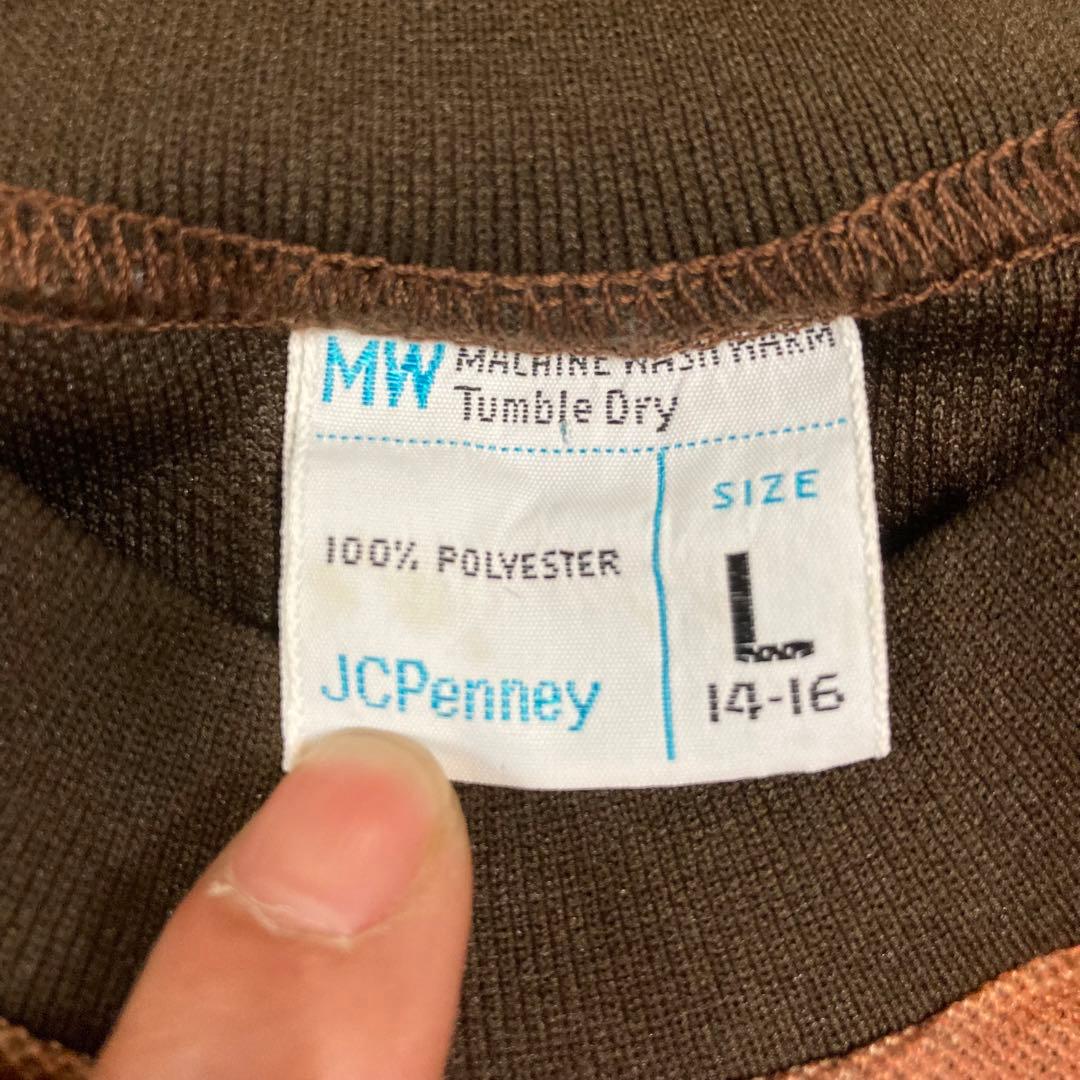 MW MACHINE WASH WARM
Tumble Dry
100% POLYESTER
JCPenney
SIZE
L
14-16